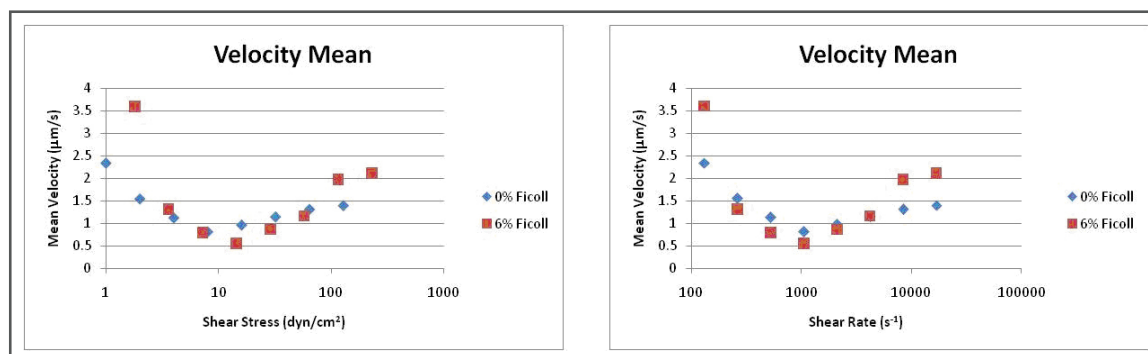 Velocity Mean
4
3.5
3
2.5
2
1.5
1
0.5
0
Mean Velocity (μm/s)
1 10 100 1000
Shear Stress (dyn/cm²)
0% Ficoll
6% Ficoll
Velocity Mean
4
3.5
3
2.5
2
1.5
1
0.5
0
Mean Velocity (μm/s)
100 1000 10000 100000
Shear Rate (s⁻¹)
0% Ficoll
6% Ficoll